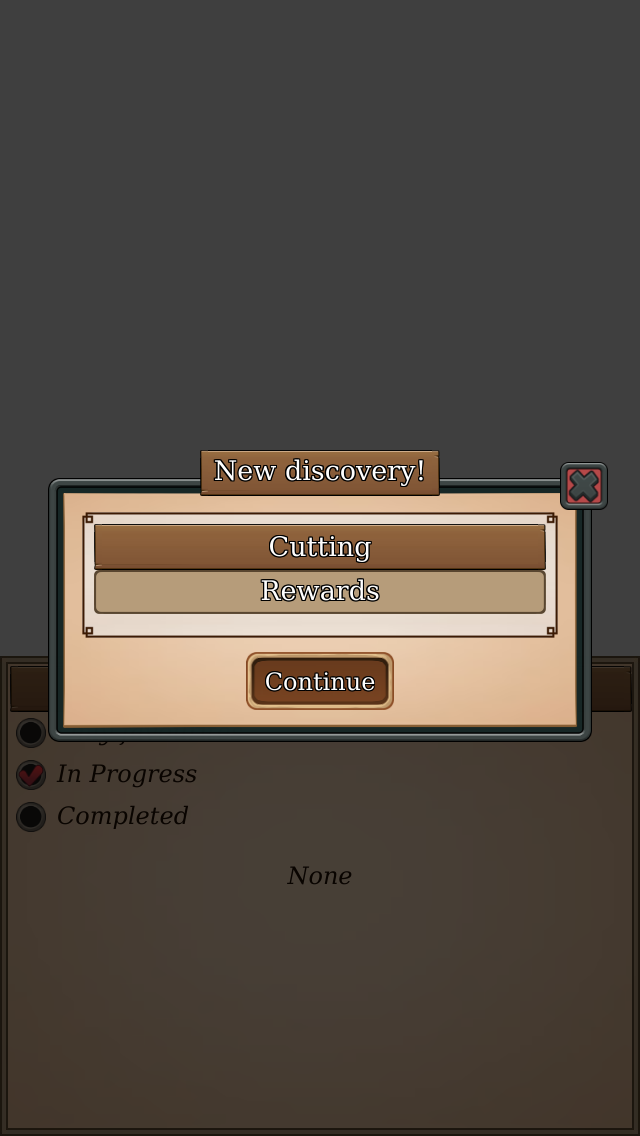 New discovery!
Cutting
Rewards
Continue
In Progress
Completed
None